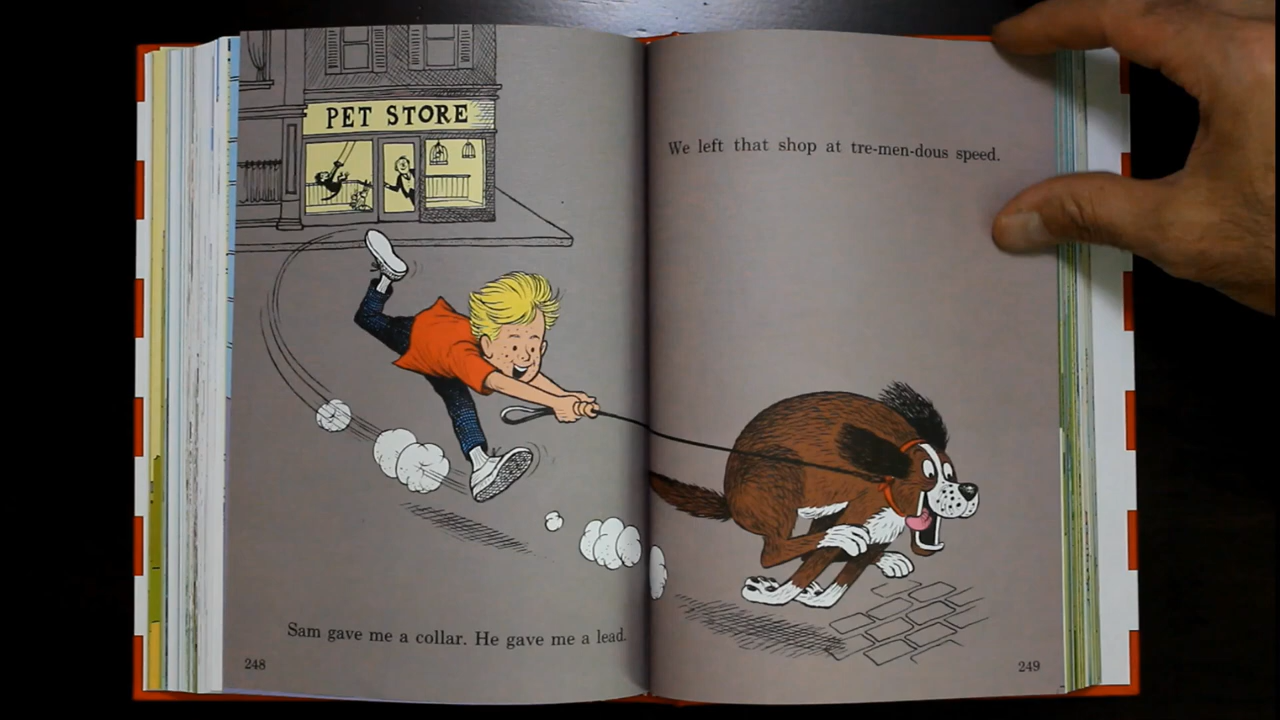 PET STORE
Sam gave me a collar. He gave me a lead.
248
We left that shop at tre-men-dous speed.
249